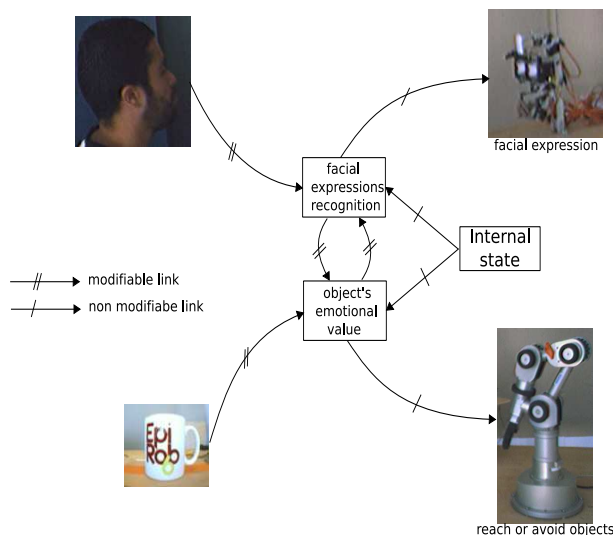 facial expression
facial
expressions
recognition
Internal
state
modifiable link
non modifiabe link
object's
emotional
value
Epi
Rob
reach or avoid objects